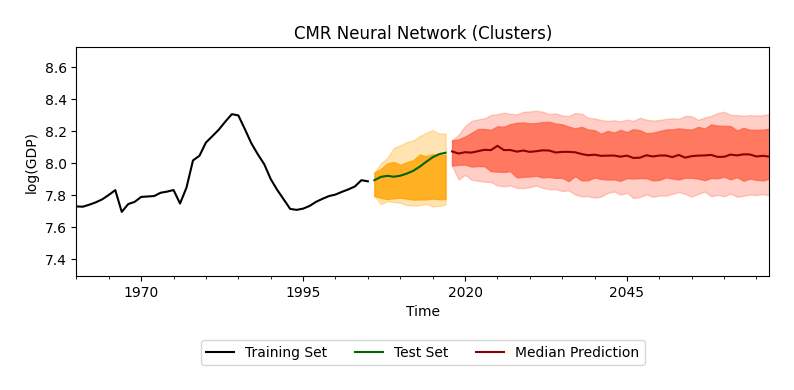 CMR Neural Network (Clusters)
8.6
8.4
8.2
8.0
7.8
7.6
7.4
log(GDP)
1970 1995 2020 2045
Time
Training Set Test Set Median Prediction